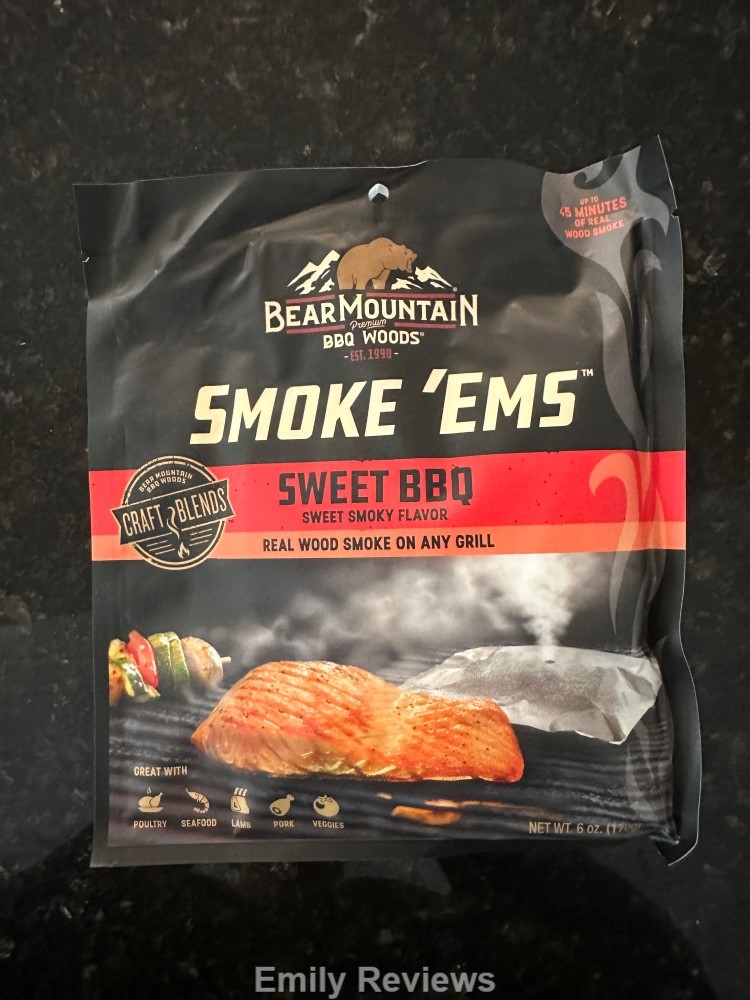 UP TO
45 MINUTES
OF REAL
WOOD SMOKE
BEAR MOUNTAIN
Premium
BBQ WOODS®
-EST. 1990-
SMOKE 'EMS™
BEAR MOUNTAIN
BBQ WOODS
CRAFT BLENDS
SWEET BBQ
SWEET SMOKY FLAVOR
REAL WOOD SMOKE ON ANY GRILL
GREAT WITH
POULTRY SEAFOOD LAMB PORK VEGGIES
NET WT. 6 oz.
Emily Reviews